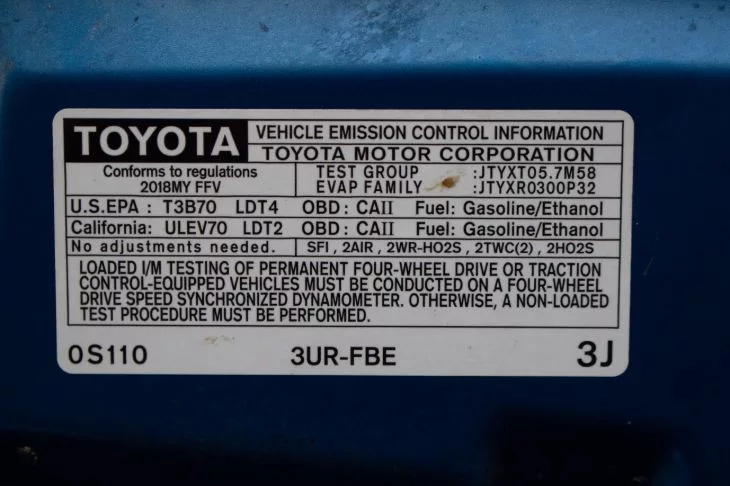 TOYOTA
VEHICLE EMISSION CONTROL INFORMATION
TOYOTA MOTOR CORPORATION
Conforms to regulations
2018MY FFV
TEST GROUP :JTYXT05.7M58
EVAP FAMILY :JTYXR0300P32
U.S.EPA : T3B70 LDT4 OBD : CAII Fuel: Gasoline/Ethanol
California: ULEV70 LDT2 OBD : CAII Fuel: Gasoline/Ethanol
No adjustments needed. SFI , 2AIR , 2WR-HO2S , 2TWC(2) , 2HO2S
LOADED I/M TESTING OF PERMANENT FOUR-WHEEL DRIVE OR TRACTION
CONTROL-EQUIPPED VEHICLES MUST BE CONDUCTED ON A FOUR-WHEEL
DRIVE SPEED SYNCHRONIZED DYNAMOMETER. OTHERWISE, A NON-LOADED
TEST PROCEDURE MUST BE PERFORMED.
0S110 3UR-FBE 3J